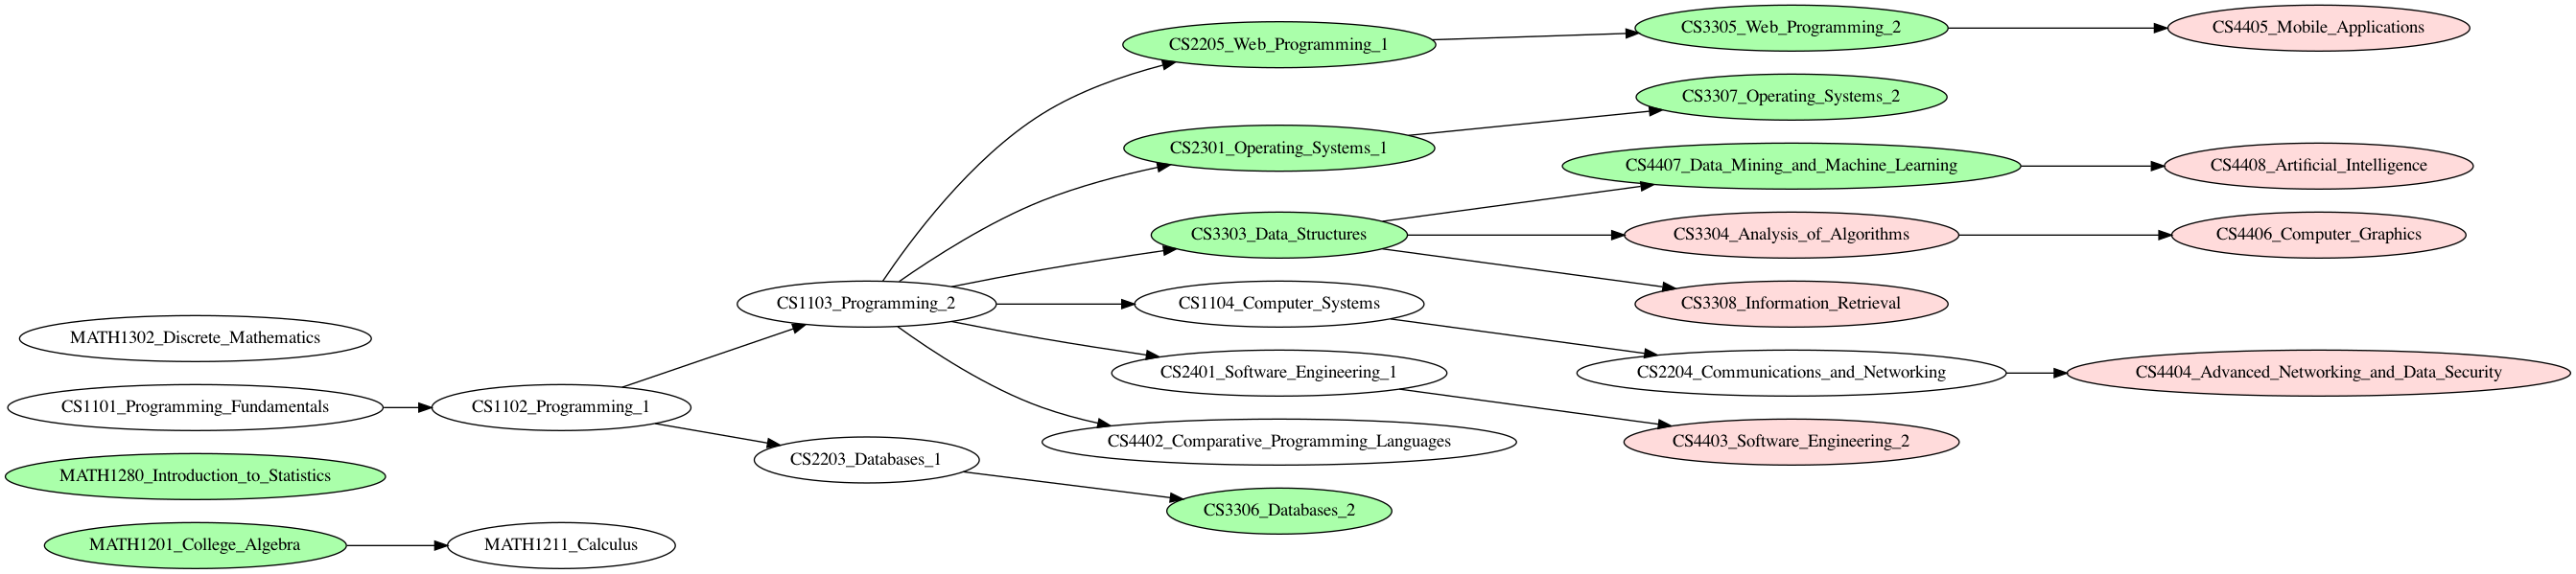 CS2205_Web_Programming_1
CS3305_Web_Programming_2
CS4405_Mobile_Applications
CS3307_Operating_Systems_2
CS2301_Operating_Systems_1
CS4407_Data_Mining_and_Machine_Learning
CS4408_Artificial_Intelligence
CS3303_Data_Structures
CS3304_Analysis_of_Algorithms
CS4406_Computer_Graphics
CS1103_Programming_2
CS1104_Computer_Systems
CS3308_Information_Retrieval
MATH1302_Discrete_Mathematics
CS2401_Software_Engineering_1
CS2204_Communications_and_Networking
CS4404_Advanced_Networking_and_Data_Security
CS1101_Programming_Fundamentals
CS1102_Programming_1
CS4402_Comparative_Programming_Languages
CS4403_Software_Engineering_2
CS2203_Databases_1
MATH1280_Introduction_to_Statistics
CS3306_Databases_2
MATH1201_College_Algebra
MATH1211_Calculus